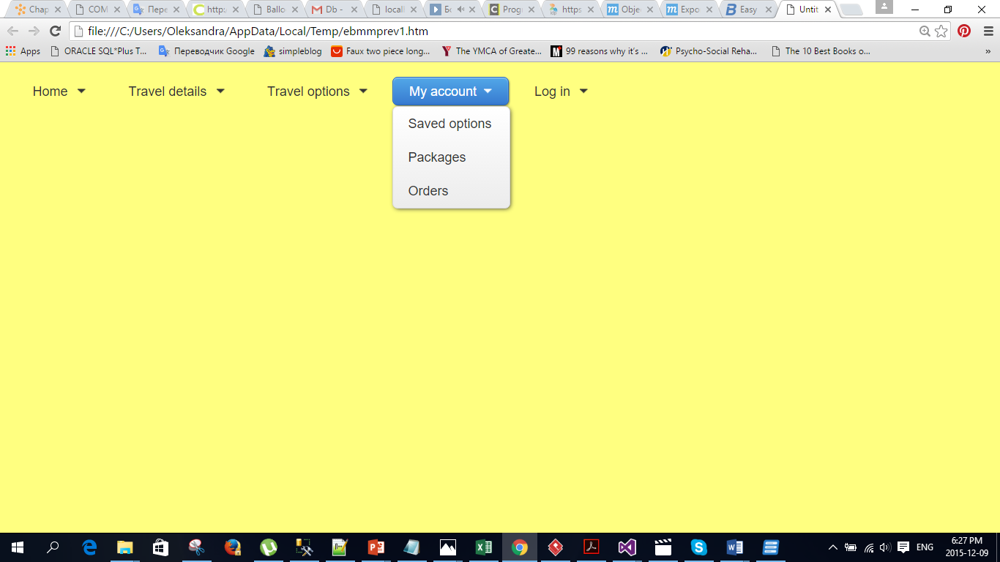 Chap COM Пере http: Ballo Db - locall Бо Prog https Obje Expo Easy Untit
file:///C:/Users/Oleksandra/AppData/Local/Temp/ebmmprev1.htm
Apps ORACLE SQL*Plus T... Переводчик Google simpleblog Faux two piece long... The YMCA of Greate... 99 reasons why it's ... Psycho-Social Reha... The 10 Best Books o... »
Home Travel details Travel options My account Log in
Saved options
Packages
Orders
ENG 6:27 PM
2015-12-09